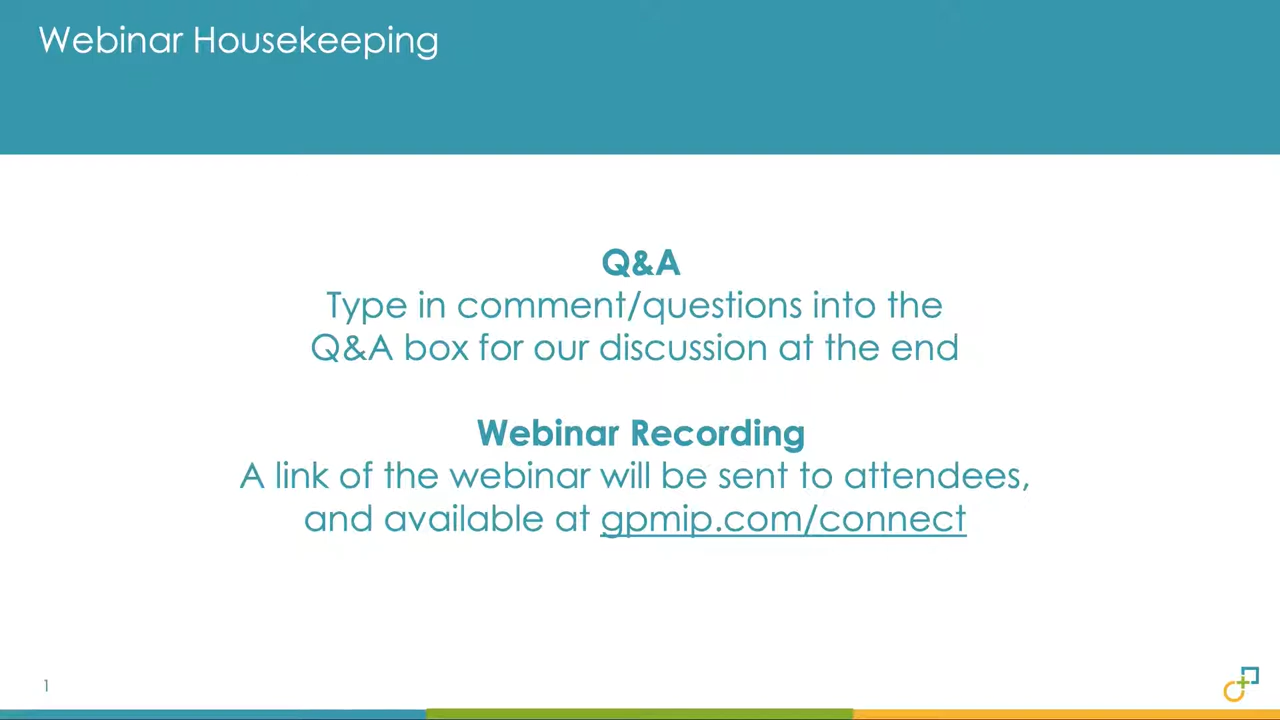 Webinar Housekeeping
Q&A
Type in comment/questions into the
Q&A box for our discussion at the end
Webinar Recording
A link of the webinar will be sent to attendees,
and available at gpmip.com/connect
1